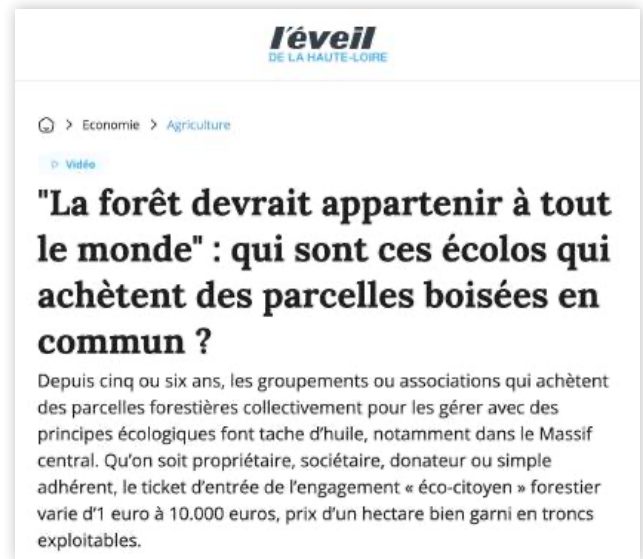 l'éveil
DE LA HAUTE-LOIRE
> Economie > Agriculture
Vidéo
"La forêt devrait appartenir à tout
le monde" : qui sont ces écolos qui
achètent des parcelles boisées en
commun ?
Depuis cinq ou six ans, les groupements ou associations qui achètent
des parcelles forestières collectivement pour les gérer avec des
principes écologiques font tache d'huile, notamment dans le Massif
central. Qu'on soit propriétaire, sociétaire, donateur ou simple
adhérent, le ticket d'entrée de l'engagement « éco-citoyen » forestier
varie d'1 euro à 10.000 euros, prix d'un hectare bien garni en troncs
exploitables.